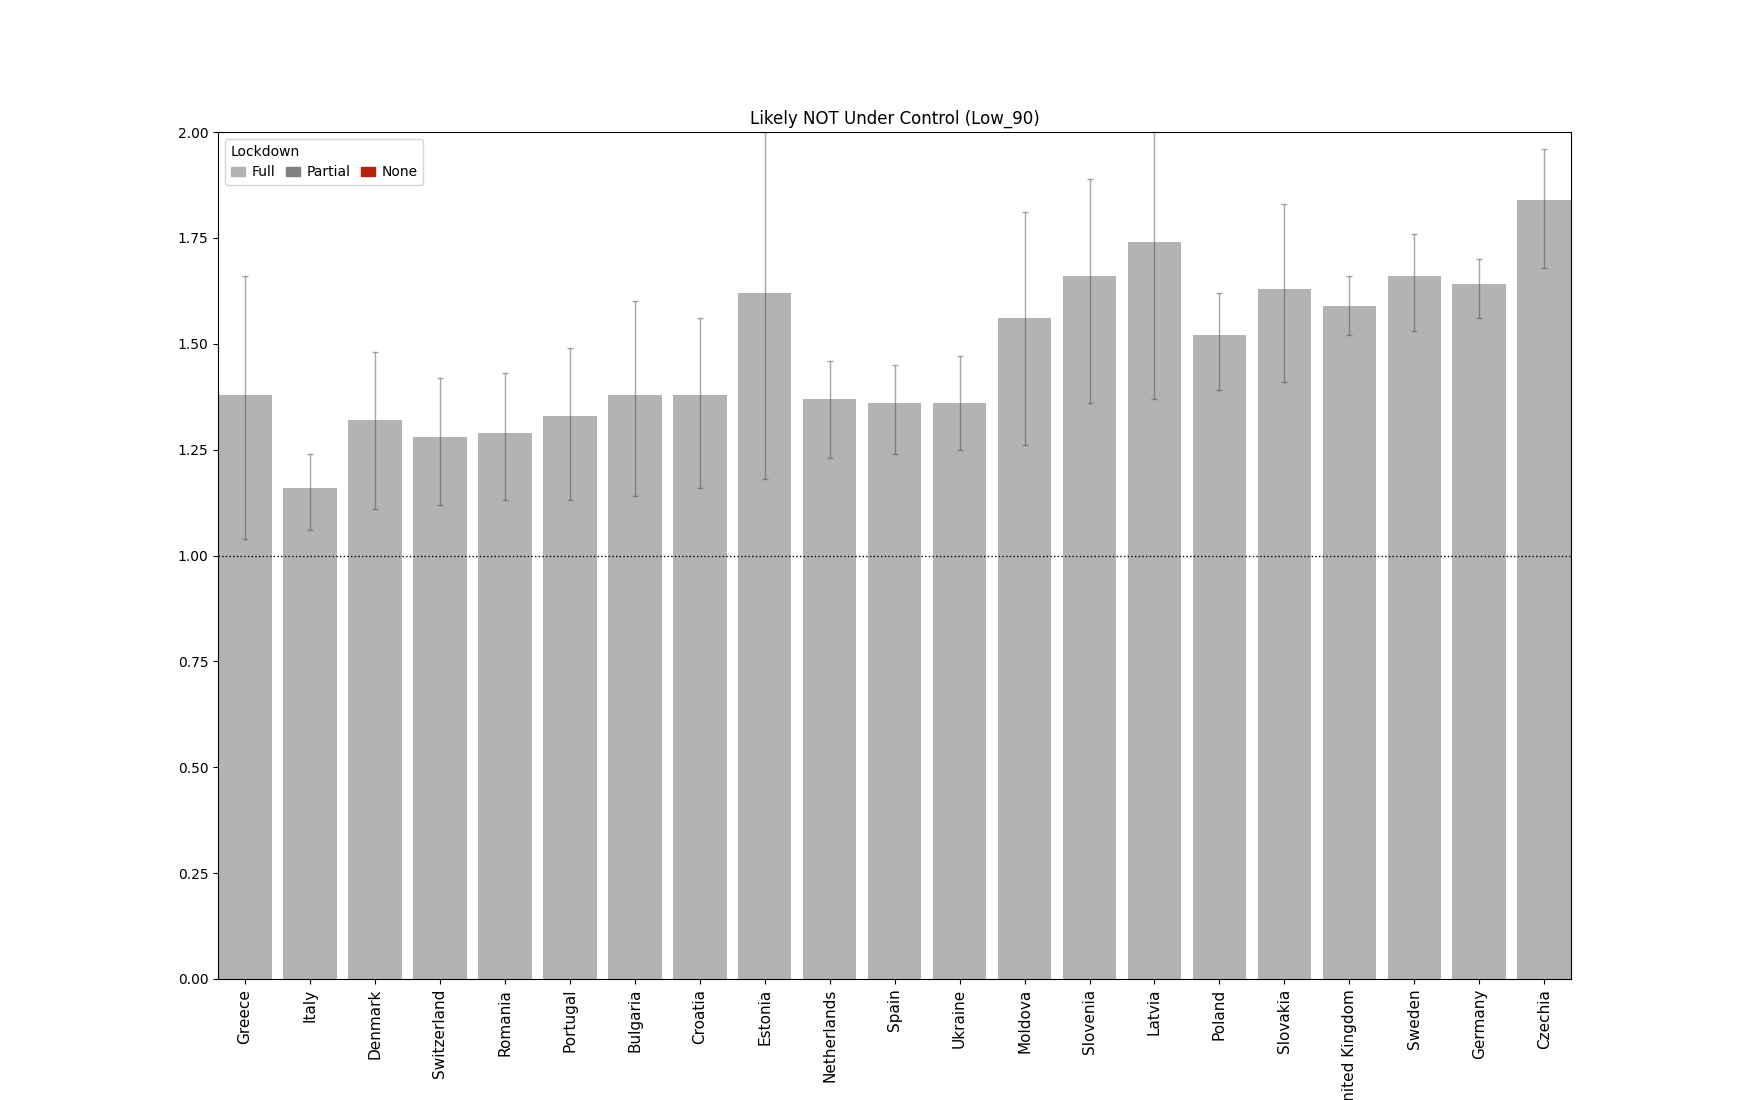 Likely NOT Under Control (Low_90)
Lockdown
Full Partial None
2.00
1.75
1.50
1.25
1.00
0.75
0.50
0.25
0.00
Greece
Italy
Denmark
Switzerland
Romania
Portugal
Bulgaria
Croatia
Estonia
Netherlands
Spain
Ukraine
Moldova
Slovenia
Latvia
Poland
Slovakia
nited Kingdom
Sweden
Germany
Czechia